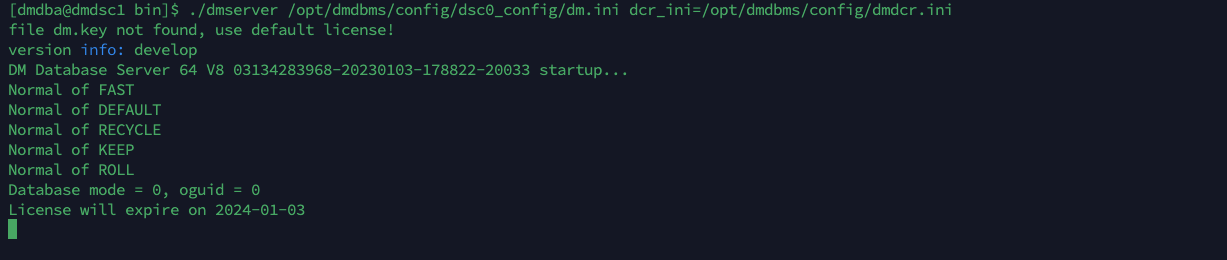 [dmdba@dmdsc1 bin]$ ./dmserver /opt/dmdbms/config/dsc0_config/dm.ini dcr_ini=/opt/dmdbms/config/dmdcr.ini
file dm.key not found, use default license!
version info: develop
DM Database Server 64 V8 03134283968-20230103-178822-20033 startup...
Normal of FAST
Normal of DEFAULT
Normal of RECYCLE
Normal of KEEP
Normal of ROLL
Database mode = 0, oguid = 0
License will expire on 2024-01-03